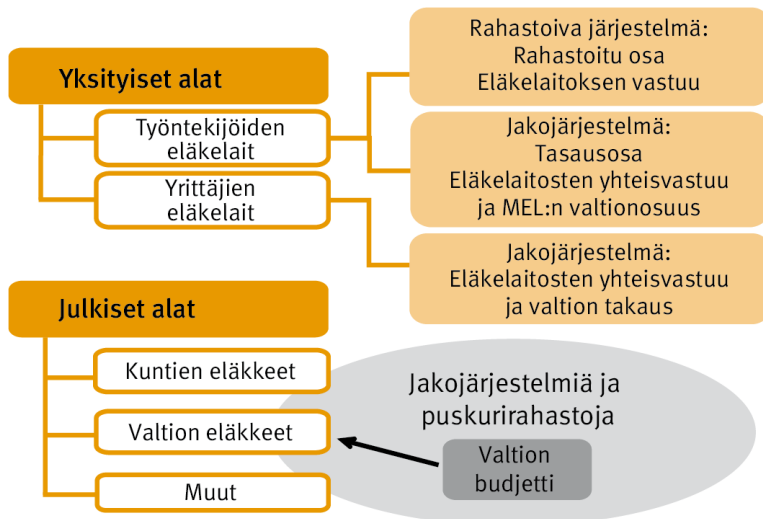 Yksityiset alat
Työntekijöiden
eläkelait
Yrittäjien
eläkelait
Rahastoiva järjestelmä:
Rahastoitu osa
Eläkelaitoksen vastuu
Jakojärjestelmä:
Tasausosa
Eläkelaitosten yhteisvastuu
ja MEL:n valtionosuus
Jakojärjestelmä:
Eläkelaitosten yhteisvastuu
ja valtion takaus
Julkiset alat
Kuntien eläkkeet
Valtion eläkkeet
Muut
Jakojärjestelmiä ja
puskurirahastoja
Valtion
budjetti